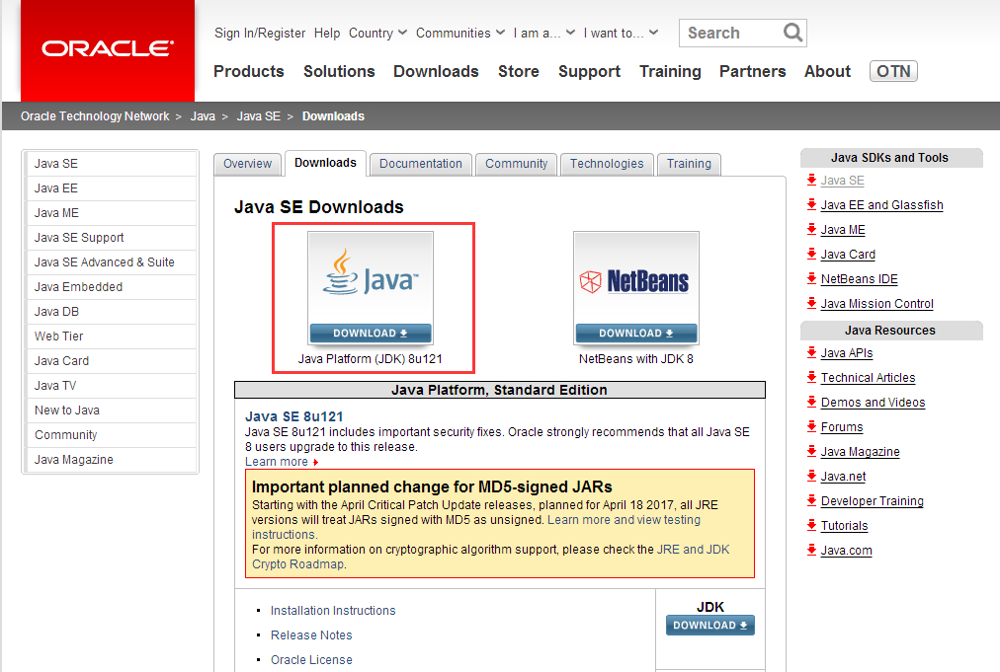 ORACLE
Sign In/Register Help Country Communities I am a... I want to... Search
Products Solutions Downloads Store Support Training Partners About OTN
Oracle Technology Network > Java > Java SE > Downloads
Java SE
Java EE
Java ME
Java SE Support
Java SE Advanced & Suite
Java Embedded
Java DB
Web Tier
Java Card
Java TV
New to Java
Community
Java Magazine
Overview Downloads Documentation Community Technologies Training
Java SE Downloads
Java™
DOWNLOAD
Java Platform (JDK) 8u121
NetBeans
DOWNLOAD
NetBeans with JDK 8
Java Platform, Standard Edition
Java SE 8u121
Java SE 8u121 includes important security fixes. Oracle strongly recommends that all Java SE
8 users upgrade to this release.
Learn more
Important planned change for MD5-signed JARs
Starting with the April Critical Patch Update releases, planned for April 18 2017, all JRE
versions will treat JARs signed with MD5 as unsigned. Learn more and view testing
instructions.
For more information on cryptographic algorithm support, please check the JRE and JDK
Crypto Roadmap.
Installation Instructions
Release Notes
Oracle License
JDK
DOWNLOAD
Java SDKs and Tools
Java SE
Java EE and Glassfish
Java ME
Java Card
NetBeans IDE
Java Mission Control
Java Resources
Java APIs
Technical Articles
Demos and Videos
Forums
Java Magazine
Java.net
Developer Training
Tutorials
Java.com